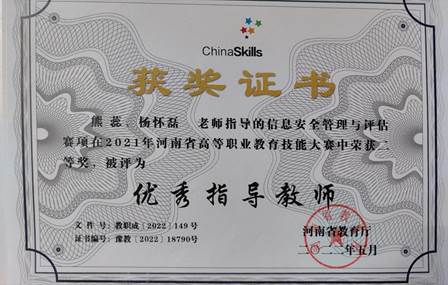 ChinaSkills
获奖证书
熊蕊、杨怀磊 老师指导的信息安全管理与评估
赛项在2021年河南省高等职业教育技能大赛中荣获二
等奖，被评为
优秀指导教师
文件号：教职成〔2022〕149号
证书编号：豫教〔2022〕18790号
河南省教育厅
二〇二二年五月